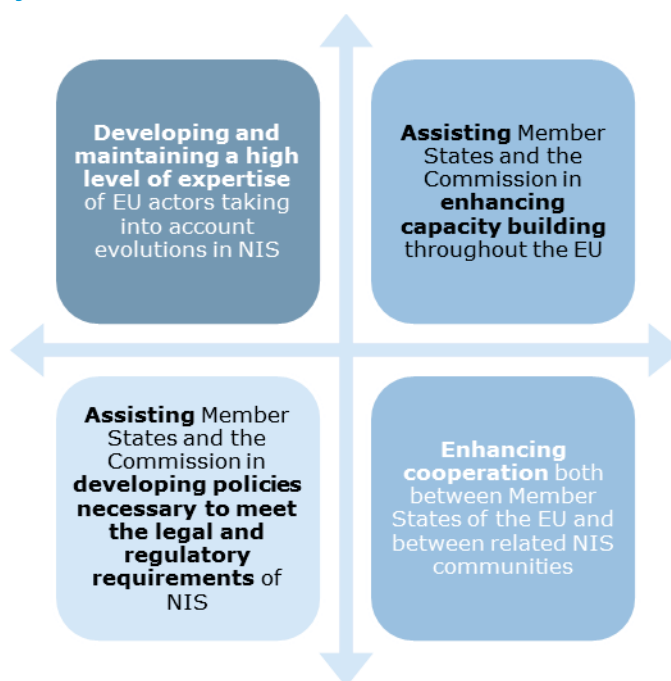 Developing and
maintaining a high
level of expertise
of EU actors taking
into account
evolutions in NIS
Assisting Member
States and the
Commission in
enhancing
capacity building
throughout the EU
Assisting Member
States and the
Commission in
developing policies
necessary to meet
the legal and
regulatory
requirements of
NIS
Enhancing
cooperation both
between Member
States of the EU and
between related NIS
communities